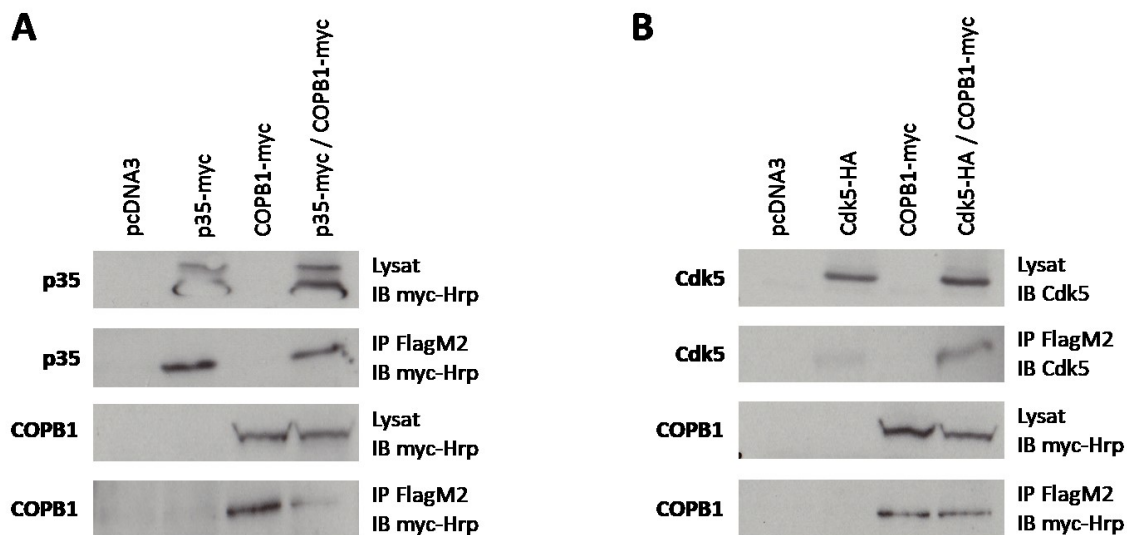 A
pcDNA3
p35-myc
COPB1-myc
p35-myc / COPB1-myc
p35
Lysat
IB myc-Hrp
p35
IP FlagM2
IB myc-Hrp
COPB1
Lysat
IB myc-Hrp
COPB1
IP FlagM2
IB myc-Hrp
B
pcDNA3
Cdk5-HA
COPB1-myc
Cdk5-HA / COPB1-myc
Cdk5
Lysat
IB Cdk5
Cdk5
IP FlagM2
IB Cdk5
COPB1
Lysat
IB myc-Hrp
COPB1
IP FlagM2
IB myc-Hrp